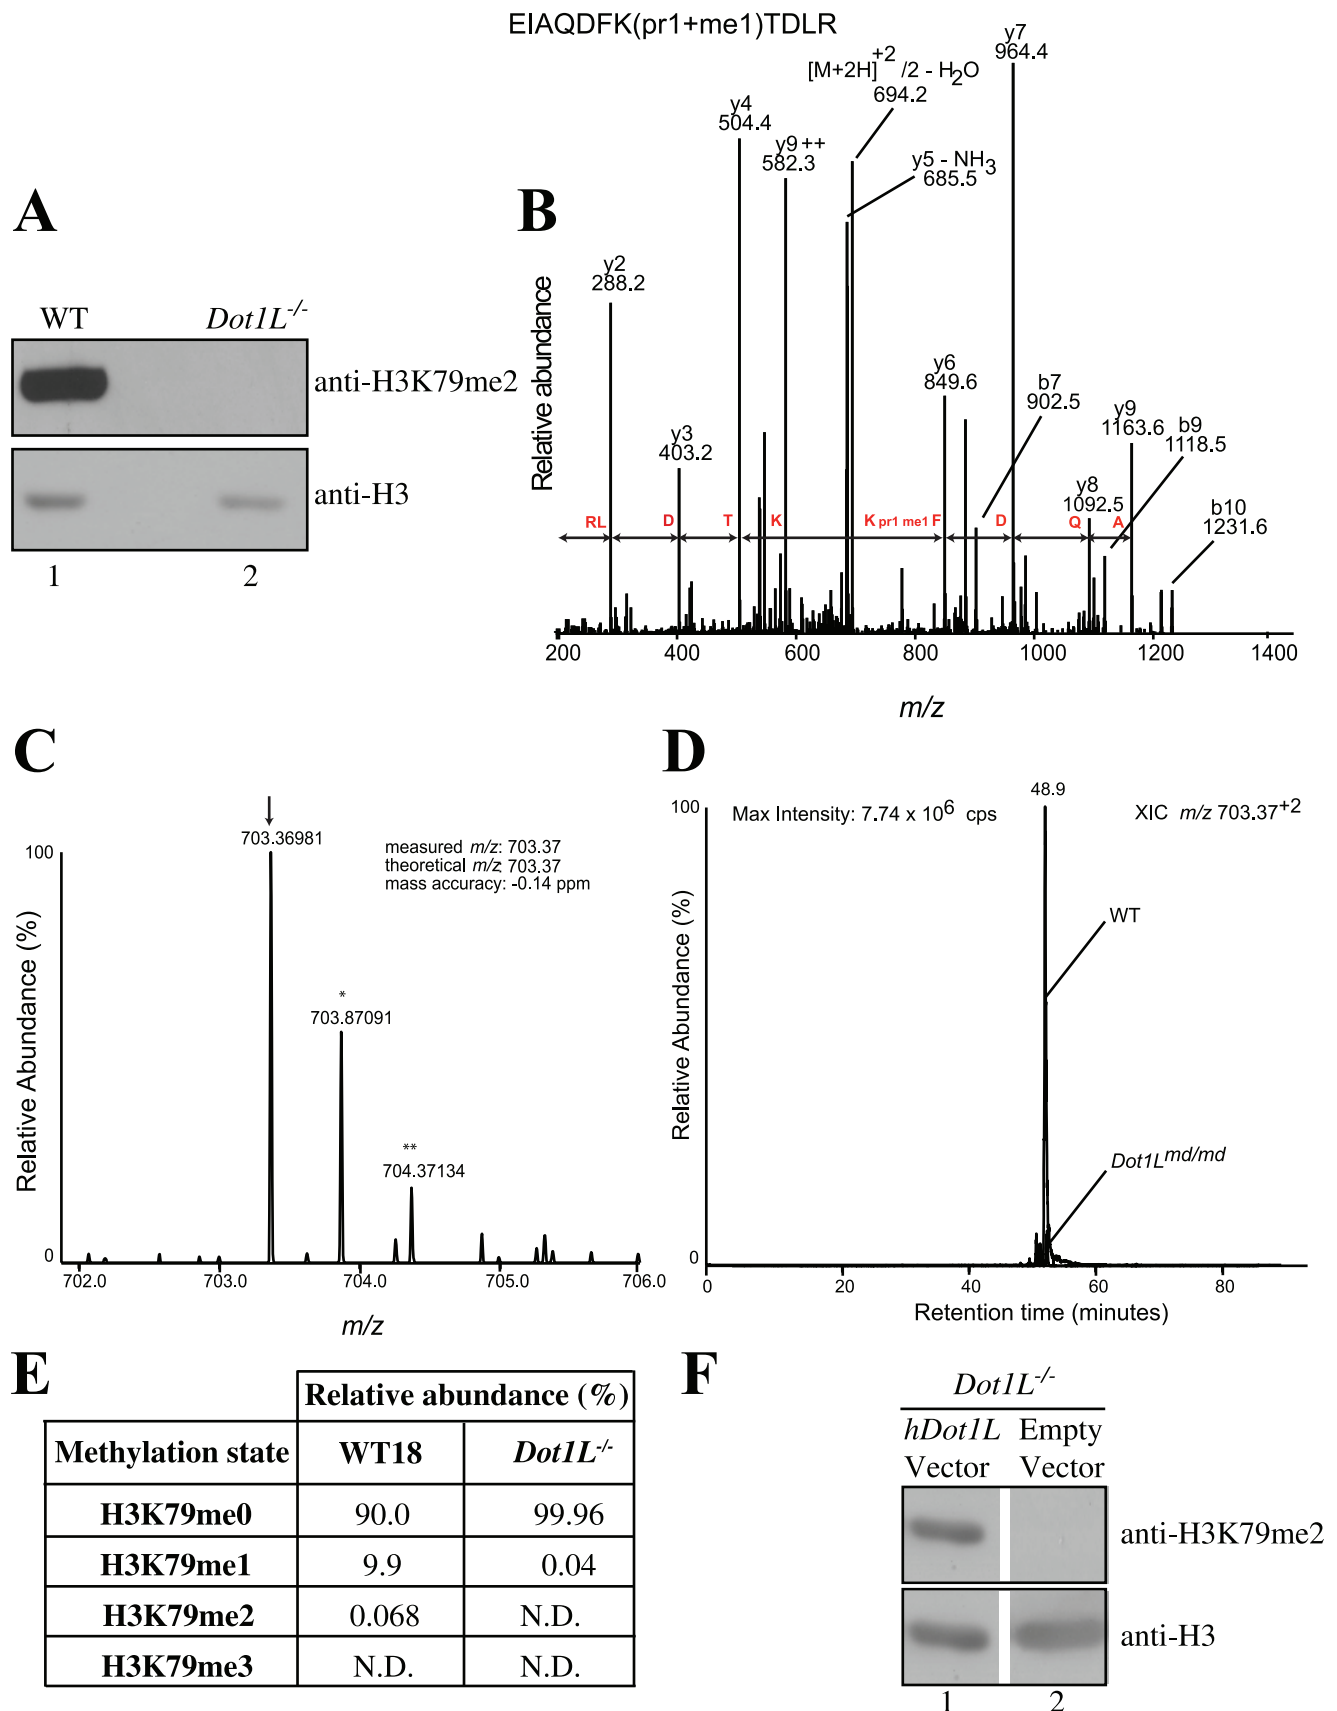 EIAQDFK(pr1+me1)TDLR
A
WT Dot1L-/-
anti-H3K79me2
anti-H3
1 2
B
Relative abundance
y2
288.2
y3
403.2
y4
504.4
y9 ++
582.3
[M+2H]+2 /2 - H2O
694.2
y5 - NH3
685.5
y7
964.4
y6
849.6
b7
902.5
y8
1092.5
y9
1163.6
b9
1118.5
b10
1231.6
RL D T K K pr1 me1 F D Q A
200 400 600 800 1000 1200 1400
m/z
C
703.36981
measured m/z: 703.37
theoretical m/z: 703.37
mass accuracy: -0.14 ppm
*
703.87091
**
704.37134
100
0
Relative Abundance (%)
702.0 703.0 704.0 705.0 706.0
m/z
D
48.9
Max Intensity: 7.74 x 10^6 cps
XIC m/z 703.37+2
WT
Dot1L md/md
100
0
Relative Abundance (%)
0 20 40 60 80
Retention time (minutes)
E
Relative abundance (%)
Methylation state WT18 Dot1L-/-
H3K79me0 90.0 99.96
H3K79me1 9.9 0.04
H3K79me2 0.068 N.D.
H3K79me3 N.D. N.D.
F
Dot1L-/-
hDot1L Empty
Vector Vector
anti-H3K79me2
anti-H3
1 2